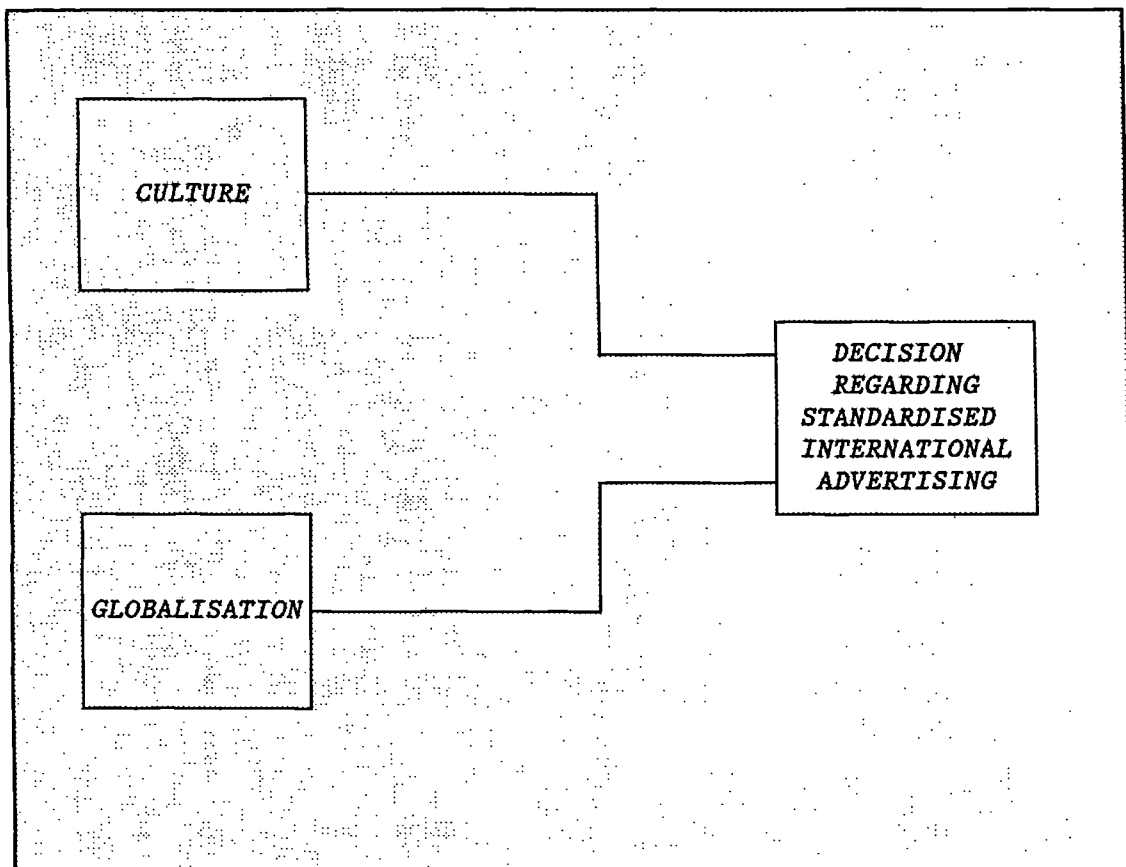 CULTURE
DECISION
REGARDING
STANDARDISED
INTERNATIONAL
ADVERTISING
GLOBALISATION